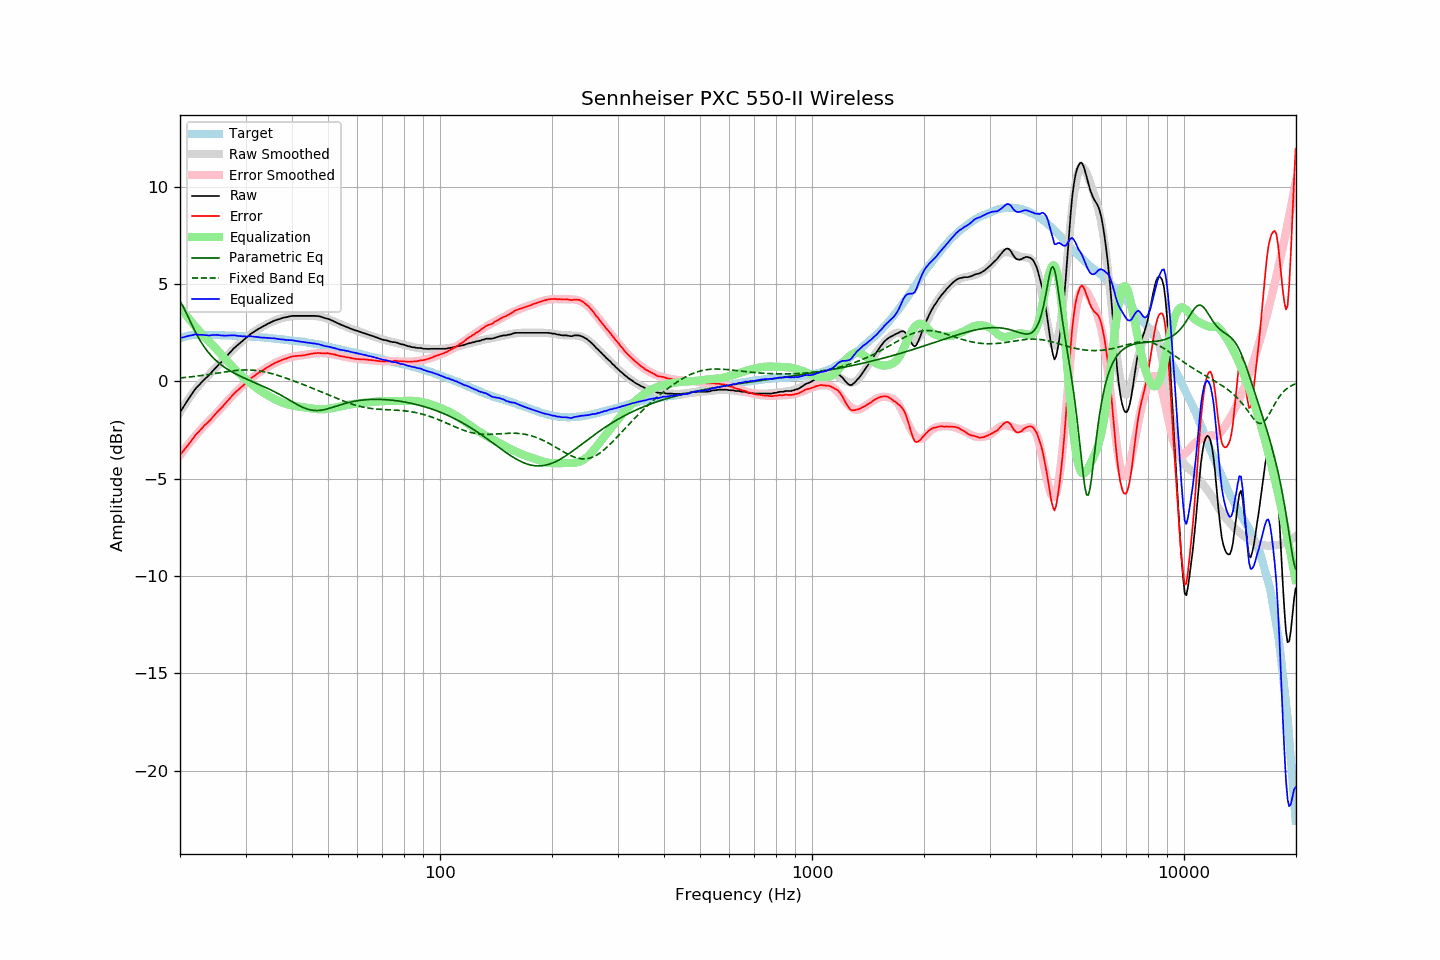 Sennheiser PXC 550-II Wireless
Target
Raw Smoothed
Error Smoothed
Raw
Error
Equalization
Parametric Eq
Fixed Band Eq
Equalized
10
5
0
−5
−10
−15
−20
Amplitude (dBr)
100
1000
10000
Frequency (Hz)